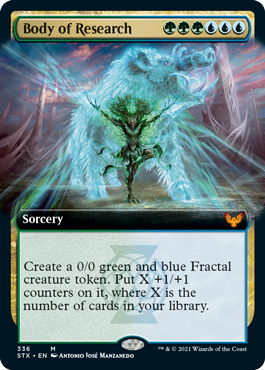 Body of Research
Sorcery
Create a 0/0 green and blue Fractal
creature token. Put X +1/+1
counters on it, where X is the
number of cards in your library.
336 M
STX • EN Antonio José Manzanedo
™ & © 2021 Wizards of the Coast